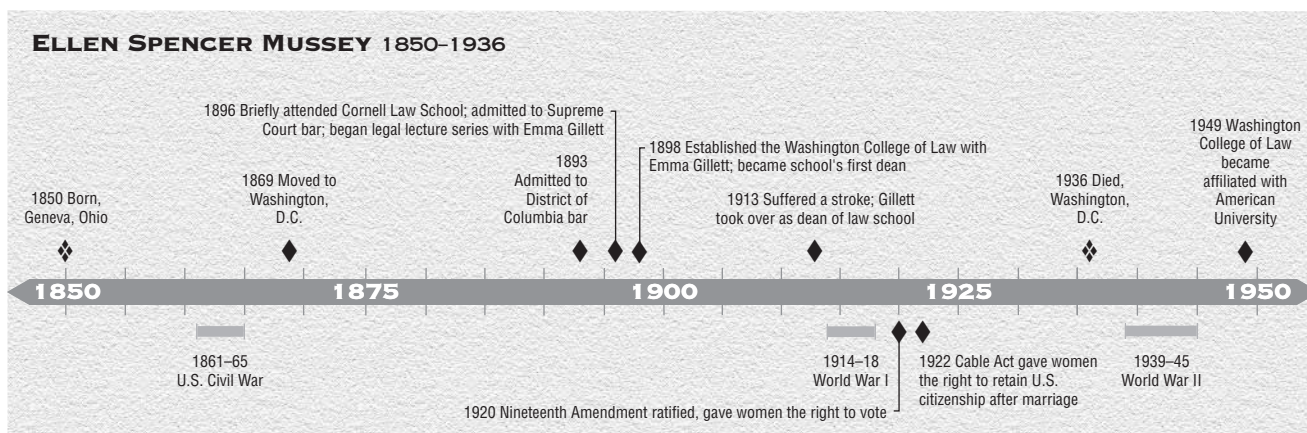 ELLEN SPENCER MUSSEY 1850–1936
1896 Briefly attended Cornell Law School; admitted to Supreme
Court bar; began legal lecture series with Emma Gillett
1850 Born,
Geneva, Ohio
1869 Moved to
Washington,
D.C.
1893
Admitted to
District of
Columbia bar
1898 Established the Washington College of Law with
Emma Gillett; became school's first dean
1913 Suffered a stroke; Gillett
took over as dean of law school
1936 Died,
Washington,
D.C.
1949 Washington
College of Law
became
affiliated with
American
University
1850
1875
1900
1925
1950
1861–65
U.S. Civil War
1914–18
World War I
1920 Nineteenth Amendment ratified, gave women the right to vote
1922 Cable Act gave women
the right to retain U.S.
citizenship after marriage
1939–45
World War II